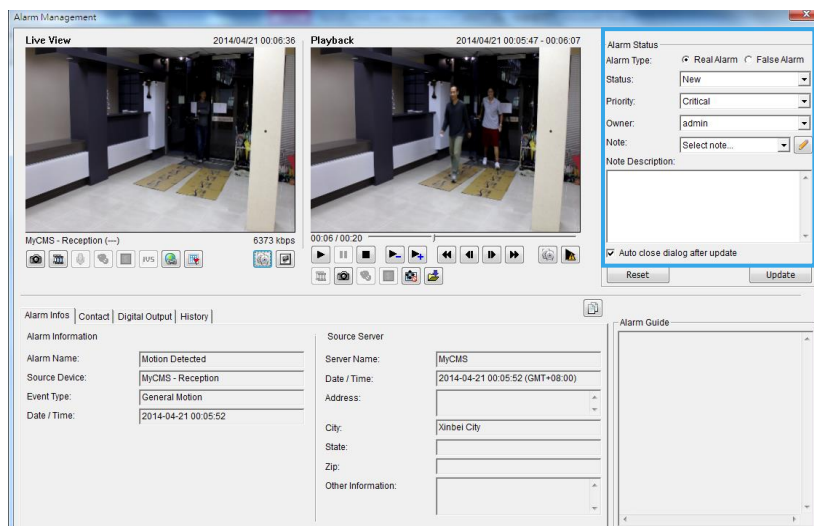 Alarm Management
Live View
2014/04/21 00:06:36
MyCMS - Reception (---)
6373 kbps
IVS
Playback
2014/04/21 00:05:47 - 00:06:07
00:06 / 00:20
Alarm Status
Alarm Type:
Real Alarm
False Alarm
Status:
New
Priority:
Critical
Owner:
admin
Note:
Select note...
Note Description:
Auto close dialog after update
Reset
Update
Alarm Infos
Contact
Digital Output
History
Alarm Information
Alarm Name:
Motion Detected
Source Device:
MyCMS - Reception
Event Type:
General Motion
Date / Time:
2014-04-21 00:05:52
Source Server
Server Name:
MyCMS
Date / Time:
2014-04-21 00:05:52 (GMT+08:00)
Address:
City:
Xinbei City
State:
Zip:
Other Information:
Alarm Guide